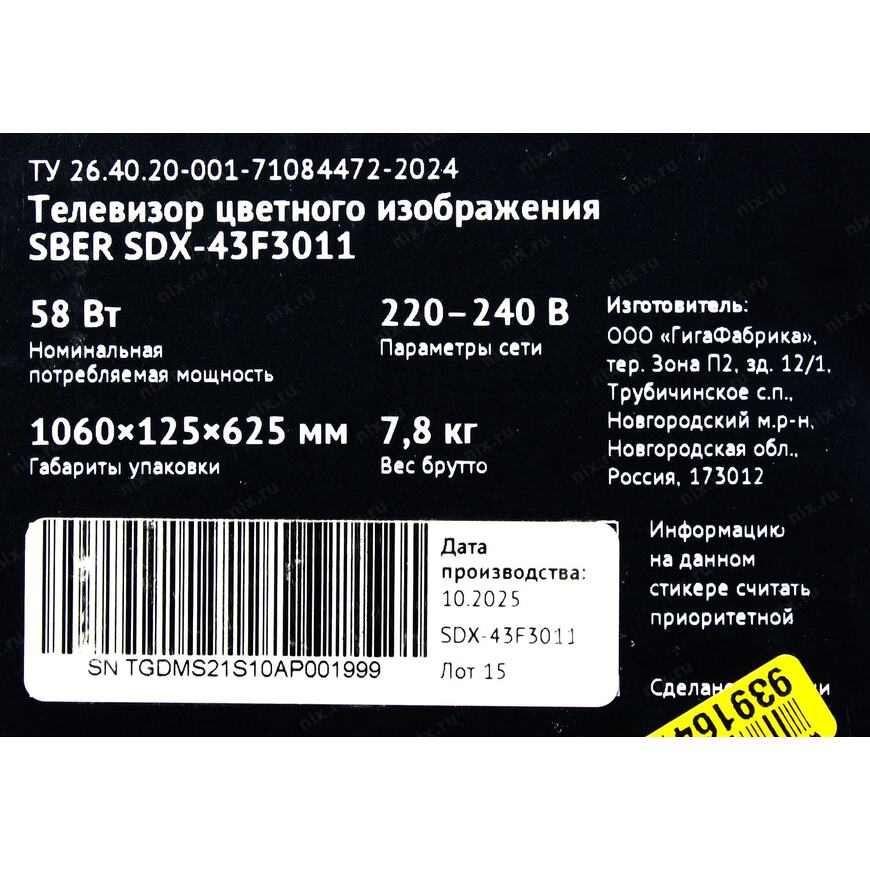 ТУ 26.40.20-001-71084472-2024
Телевизор цветного изображения
SBER SDX-43F3011
58 Вт
Номинальная
потребляемая мощность
220–240 В
Параметры сети
1060×125×625 мм
Габариты упаковки
7,8 кг
Вес брутто
Изготовитель:
ООО «ГигаФабрика»,
тер. Зона П2, зд. 12/1,
Трубичинское с.п.,
Новгородский м.р-н,
Новгородская обл.,
Россия, 173012
SN TGDMS21S10AP001999
Дата
производства:
10.2025
SDX-43F3011
Лот 15
Информацию
на данном
стикере считать
приоритетной
nix.ru